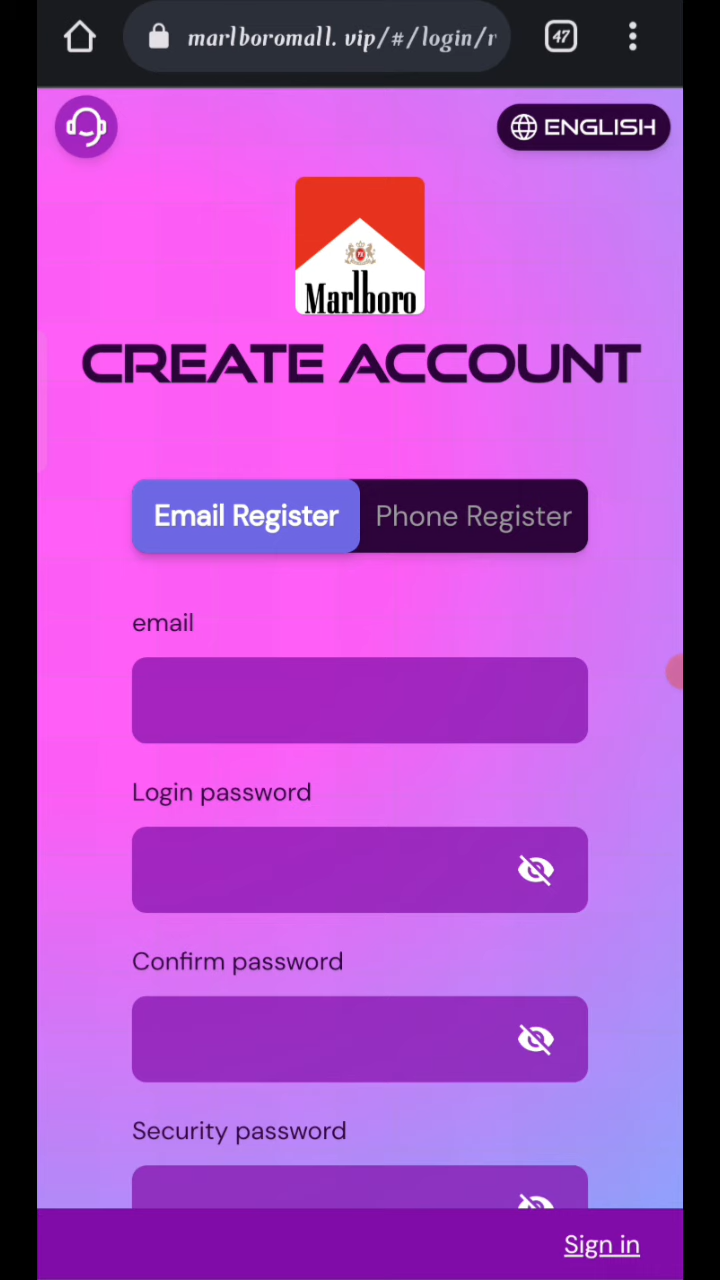 marlboromall. vip/#/login/r
47
ENGLISH
Marlboro
CREATE ACCOUNT
Email Register
Phone Register
email
Login password
Confirm password
Security password
Sign in